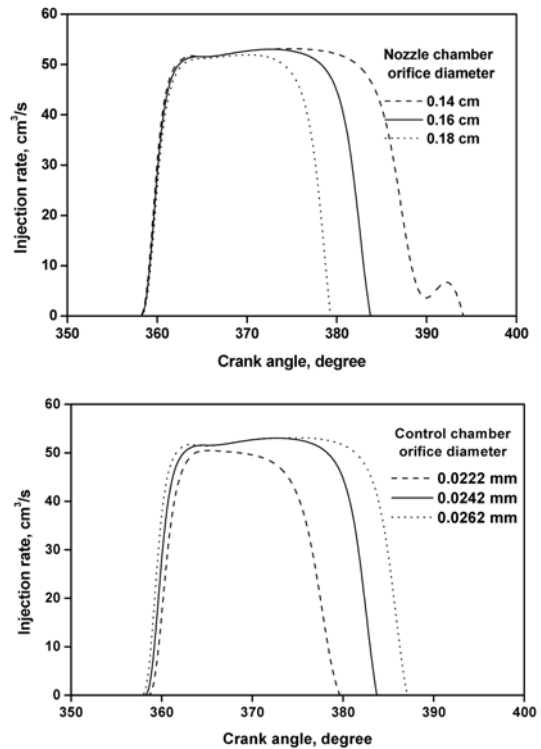 60
50
40
30
20
10
0
Injection rate, cm³/s
Nozzle chamber
orifice diameter
0.14 cm
0.16 cm
0.18 cm
350
360
370
380
390
400
Crank angle, degree
60
50
40
30
20
10
0
Injection rate, cm³/s
Control chamber
orifice diameter
0.0222 mm
0.0242 mm
0.0262 mm
350
360
370
380
390
400
Crank angle, degree